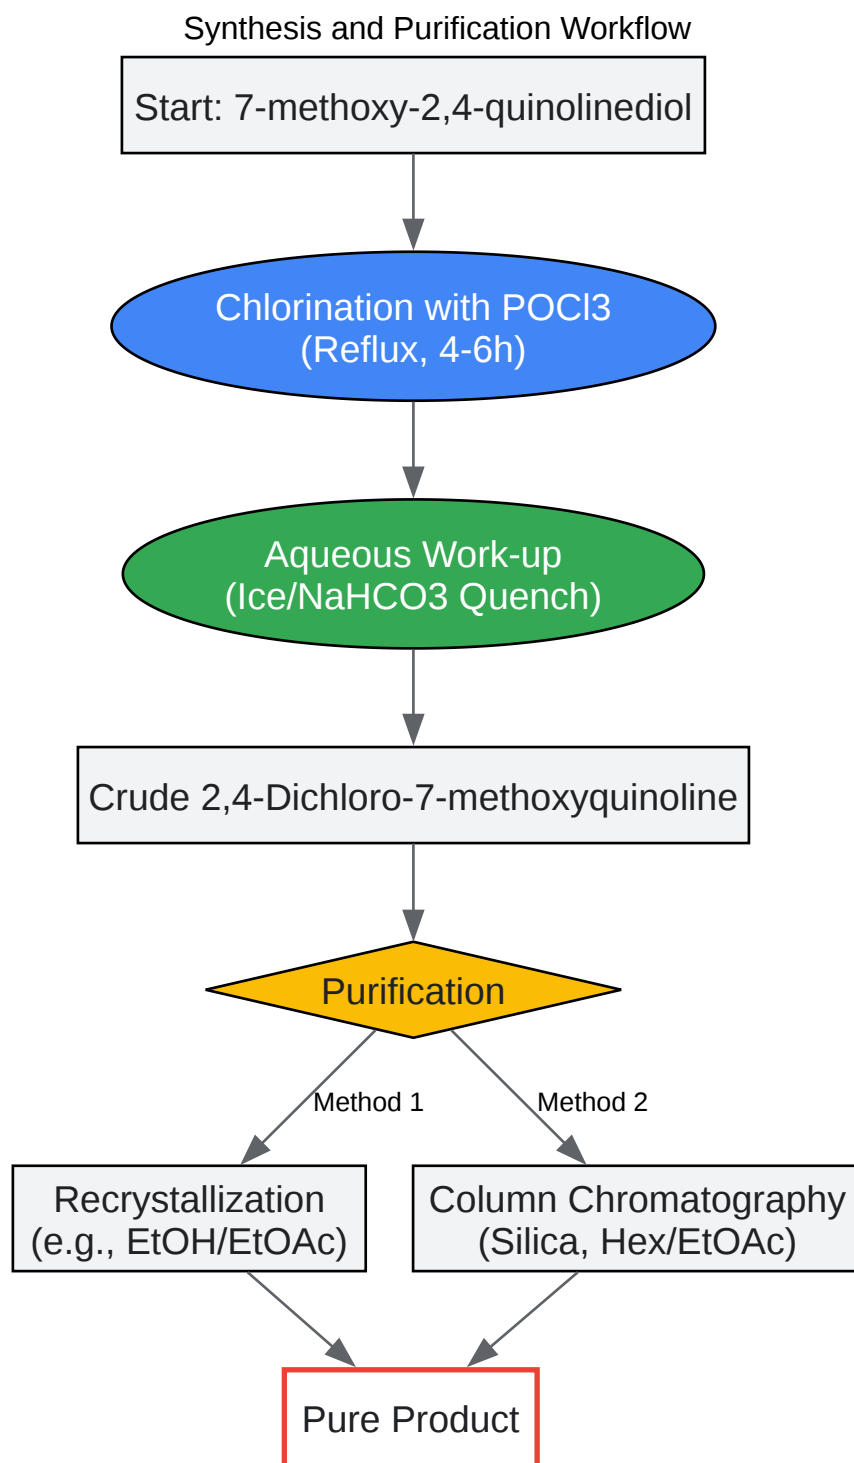 Synthesis and Purification Workflow
Start: 7-methoxy-2,4-quinolinediol
Chlorination with POCl3
(Reflux, 4-6h)
Aqueous Work-up
(Ice/NaHCO3 Quench)
Crude 2,4-Dichloro-7-methoxyquinoline
Purification
Method 1
Method 2
Recrystallization
(e.g., EtOH/EtOAc)
Column Chromatography
(Silica, Hex/EtOAc)
Pure Product